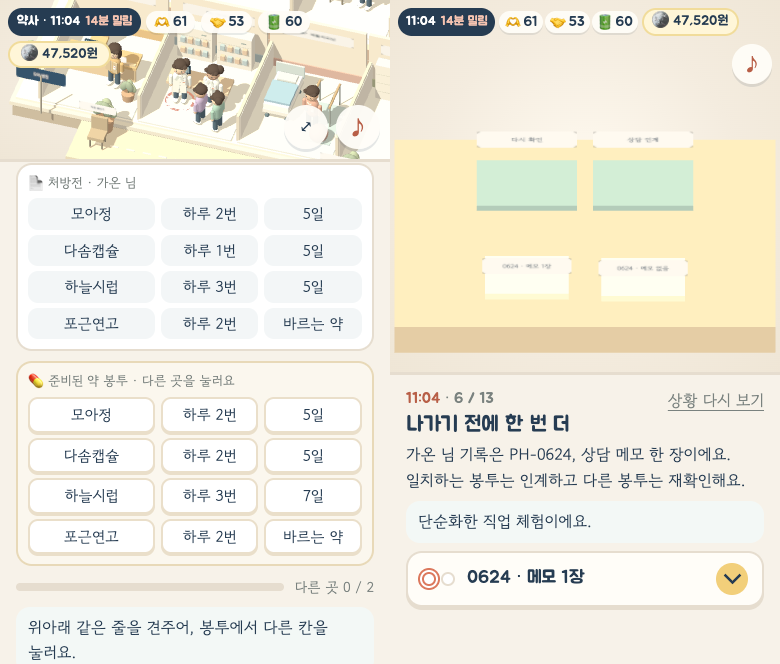 약사 · 11:04 14분 밀림
61
53
60
47,520원
처방전 · 가온 님
모아정 하루 2번 5일
다솜캡슐 하루 1번 5일
하늘시럽 하루 3번 5일
포근연고 하루 2번 바르는 약
준비된 약 봉투 · 다른 곳을 눌러요
모아정 하루 2번 5일
다솜캡슐 하루 2번 5일
하늘시럽 하루 3번 7일
포근연고 하루 2번 바르는 약
다른 곳 0 / 2
위아래 같은 줄을 견주어, 봉투에서 다른 칸을
눌러요.
11:04 14분 밀림
61
53
60
47,520원
다시 확인
상담 인계
0624 · 메모 1장
0624 · 메모 없음
11:04 · 6 / 13
상황 다시 보기
나가기 전에 한 번 더
가온 님 기록은 PH-0624, 상담 메모 한 장이에요.
일치하는 봉투는 인계하고 다른 봉투는 재확인해요.
단순화한 직업 체험이에요.
0624 · 메모 1장